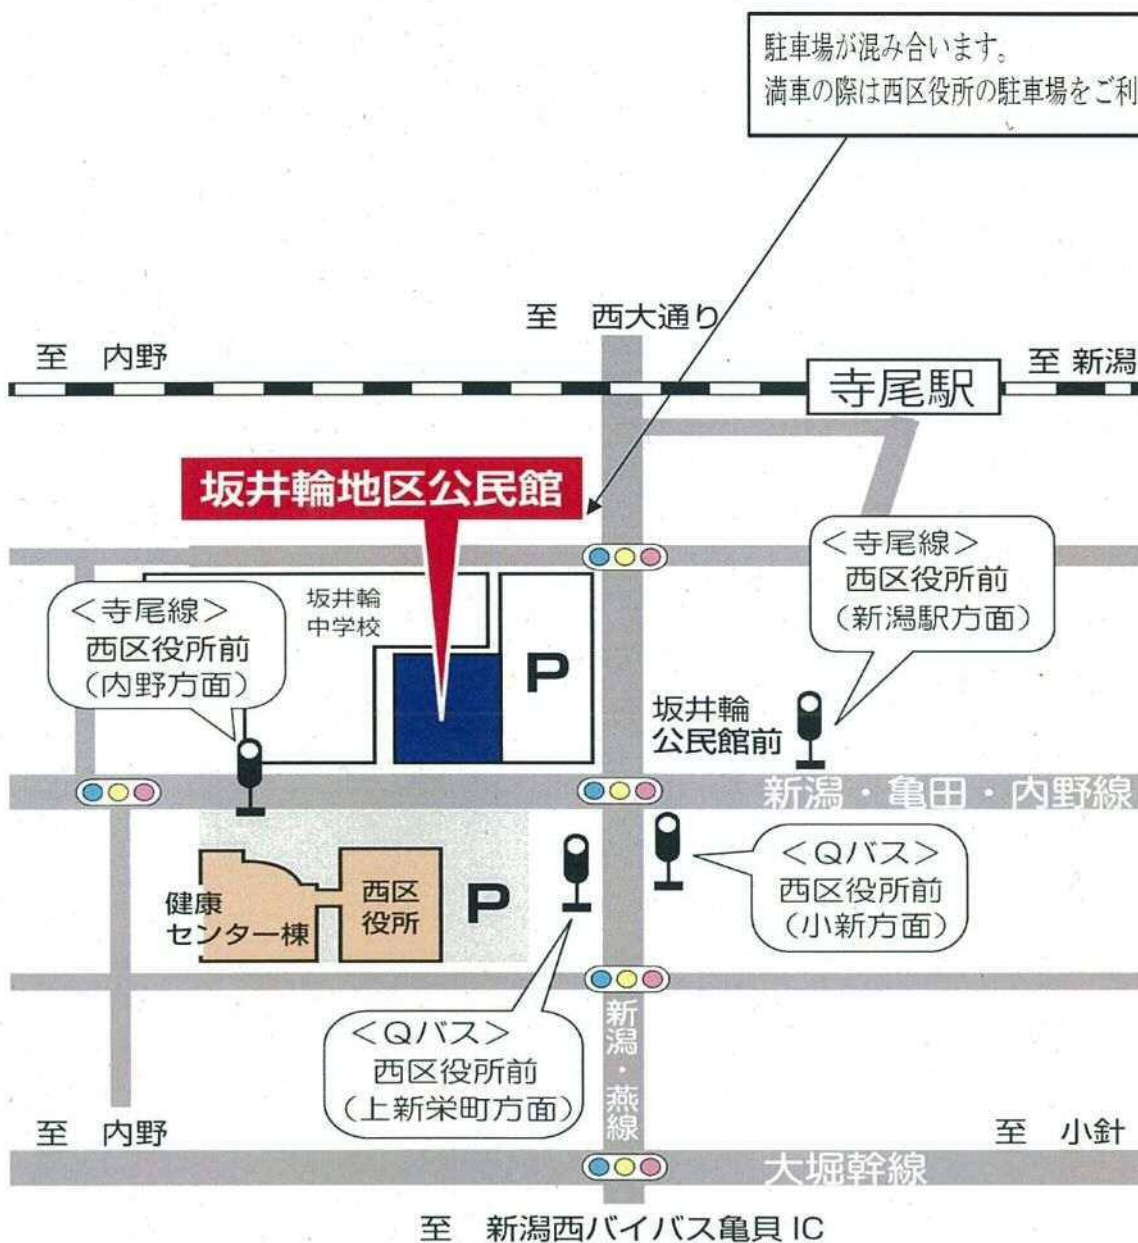 駐車場が混み合います。
満車の際は西区役所の駐車場をご利
至 西大通り
至 内野
寺尾駅
至 新潟
坂井輪地区公民館
<寺尾線>
西区役所前
(新潟駅方面)
<寺尾線>
西区役所前
(内野方面)
坂井輪
中学校
P
坂井輪
公民館前
新潟・亀田・内野線
<Qバス>
西区役所前
(小新方面)
健康
センター棟
西区
役所
P
<Qバス>
西区役所前
(上新栄町方面)
新潟・燕線
至 内野
至 小針
大堀幹線
至 新潟西バイバス亀貝 IC